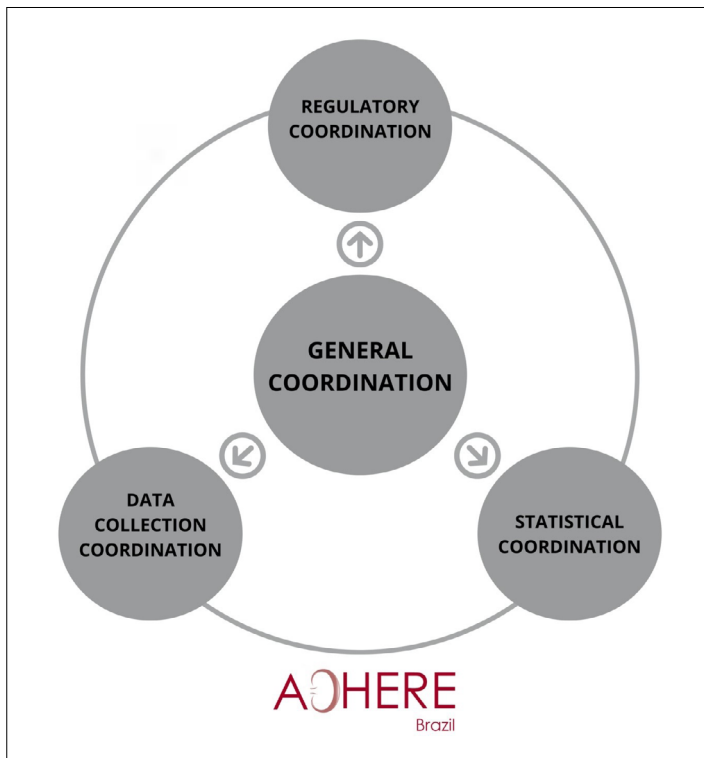 REGULATORY
COORDINATION
GENERAL
COORDINATION
DATA
COLLECTION
COORDINATION
STATISTICAL
COORDINATION
ADHERE
Brazil